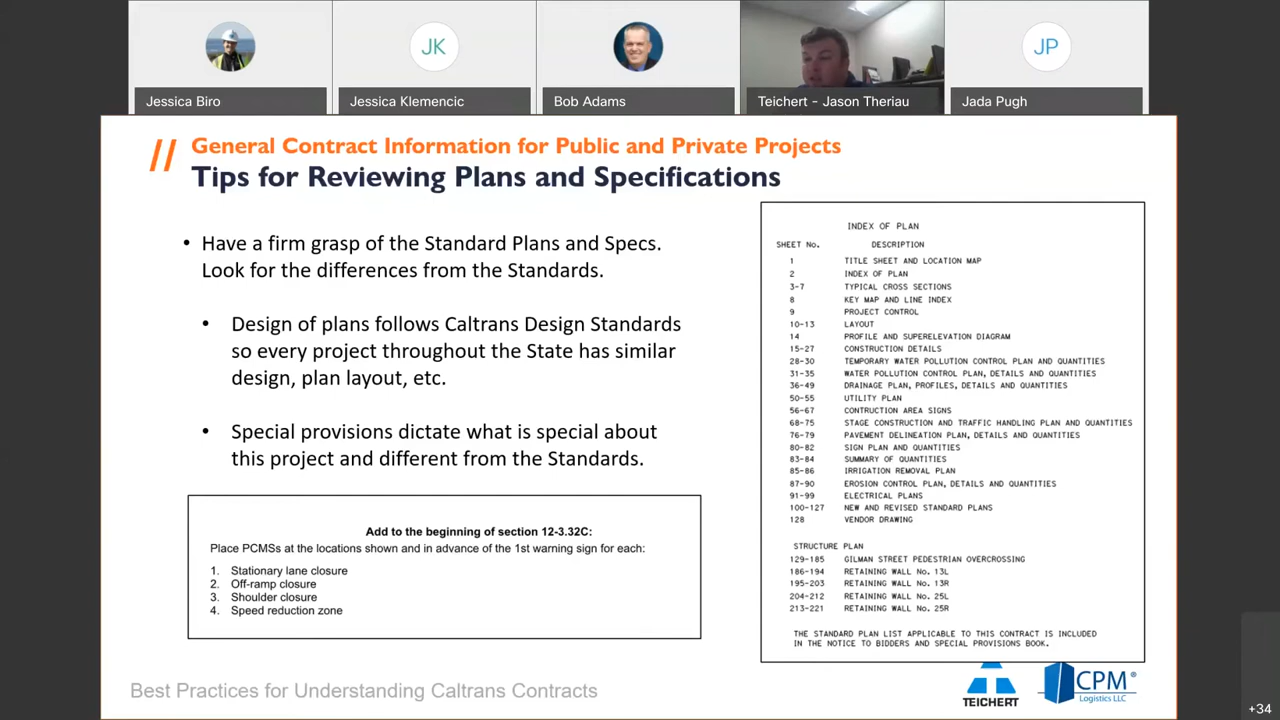 JK
JP
Jessica Biro
Jessica Klemencic
Bob Adams
Teichert - Jason Theriau
Jada Pugh
// General Contract Information for Public and Private Projects
Tips for Reviewing Plans and Specifications
• Have a firm grasp of the Standard Plans and Specs.
Look for the differences from the Standards.
• Design of plans follows Caltrans Design Standards
so every project throughout the State has similar
design, plan layout, etc.
• Special provisions dictate what is special about
this project and different from the Standards.
Add to the beginning of section 12-3.32C:
Place PCMSs at the locations shown and in advance of the 1st warning sign for each:
1. Stationary lane closure
2. Off-ramp closure
3. Shoulder closure
4. Speed reduction zone
INDEX OF PLAN
SHEET No. DESCRIPTION
1 TITLE SHEET AND LOCATION MAP
2 INDEX OF PLAN
3-7 TYPICAL CROSS SECTIONS
8 KEY MAP AND LINE INDEX
9 PROJECT CONTROL
10-13 LAYOUT
14 PROFILE AND SUPERELEVATION DIAGRAM
15-27 CONSTRUCTION DETAILS
28-30 TEMPORARY WATER POLLUTION CONTROL PLAN AND QUANTITIES
31-35 WATER POLLUTION CONTROL PLAN, DETAILS AND QUANTITIES
36-49 DRAINAGE PLAN, PROFILES, DETAILS AND QUANTITIES
50-55 UTILITY PLAN
56-67 CONTRUCTION AREA SIGNS
68-75 STAGE CONSTRUCTION AND TRAFFIC HANDLING PLAN AND QUANTITIES
76-79 PAVEMENT DELINEATION PLAN, DETAILS AND QUANTITIES
80-82 SIGN PLAN AND QUANTITIES
83-84 SUMMARY OF QUANTITIES
85-86 IRRIGATION REMOVAL PLAN
87-90 EROSION CONTROL PLAN, DETAILS AND QUANTITIES
91-99 ELECTRICAL PLANS
100-127 NEW AND REVISED STANDARD PLANS
128 VENDOR DRAWING
STRUCTURE PLAN
129-185 GILMAN STREET PEDESTRIAN OVERCROSSING
186-194 RETAINING WALL No. 13L
195-203 RETAINING WALL No. 13R
204-212 RETAINING WALL No. 25L
213-221 RETAINING WALL No. 25R
THE STANDARD PLAN LIST APPLICABLE TO THIS CONTRACT IS INCLUDED
IN THE NOTICE TO BIDDERS AND SPECIAL PROVISIONS BOOK.
Best Practices for Understanding Caltrans Contracts
TEICHERT
CPM®
Logistics LLC
+34